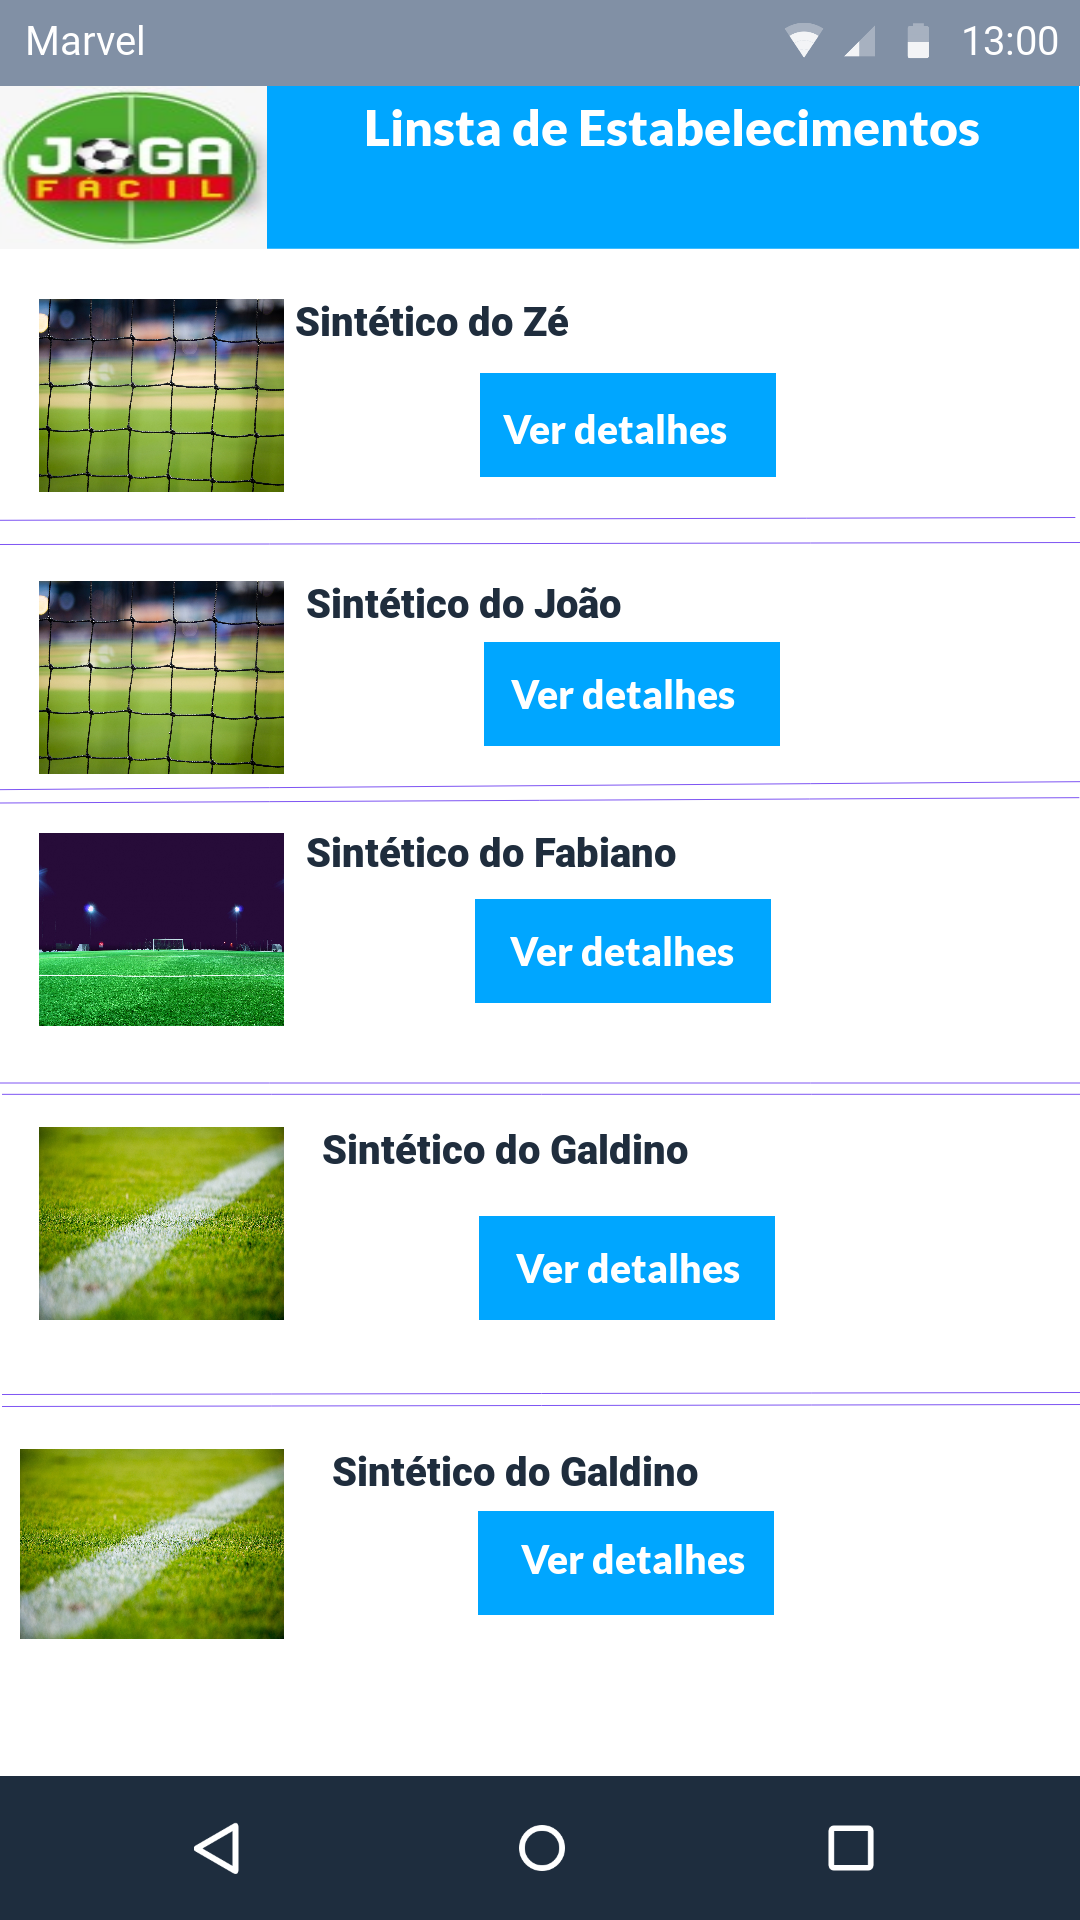 Marvel 13:00
JOGA
FÁCIL
Linsta de Estabelecimentos
Sintético do Zé
Ver detalhes
Sintético do João
Ver detalhes
Sintético do Fabiano
Ver detalhes
Sintético do Galdino
Ver detalhes
Sintético do Galdino
Ver detalhes